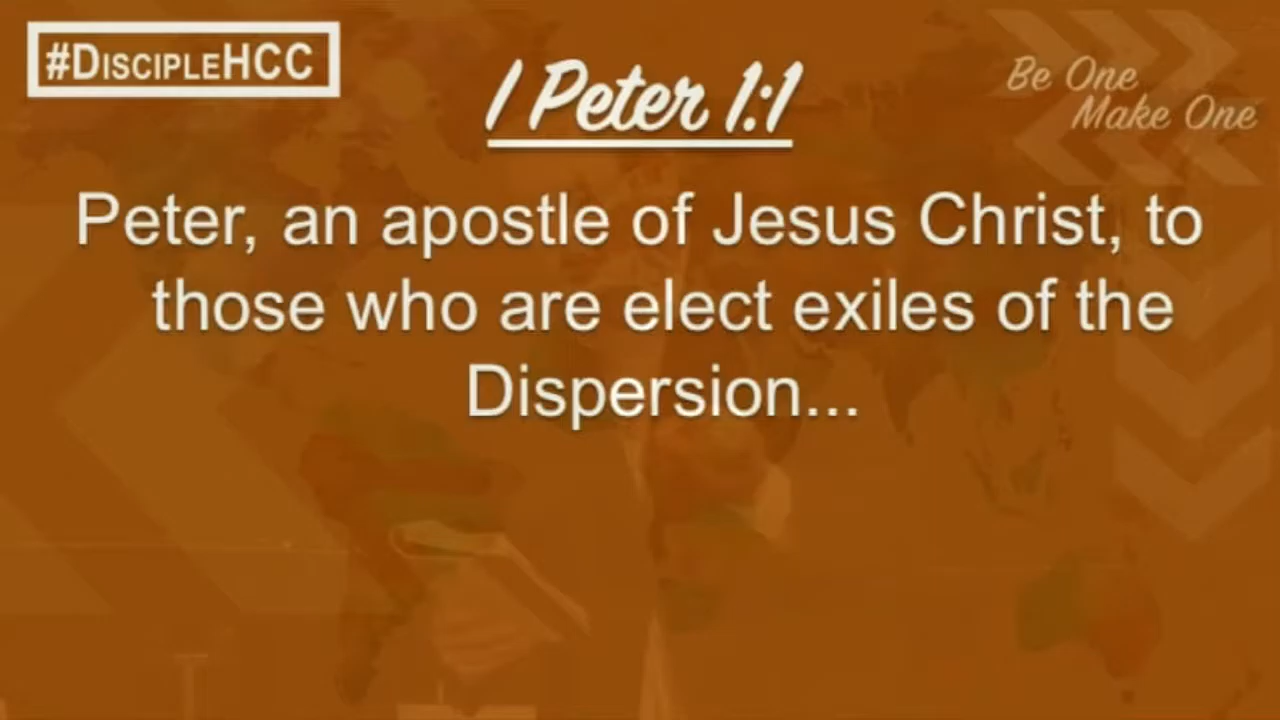 #DISCIPLEHCC
1 Peter 1:1
Be One
Make One
Peter, an apostle of Jesus Christ, to
those who are elect exiles of the
Dispersion...